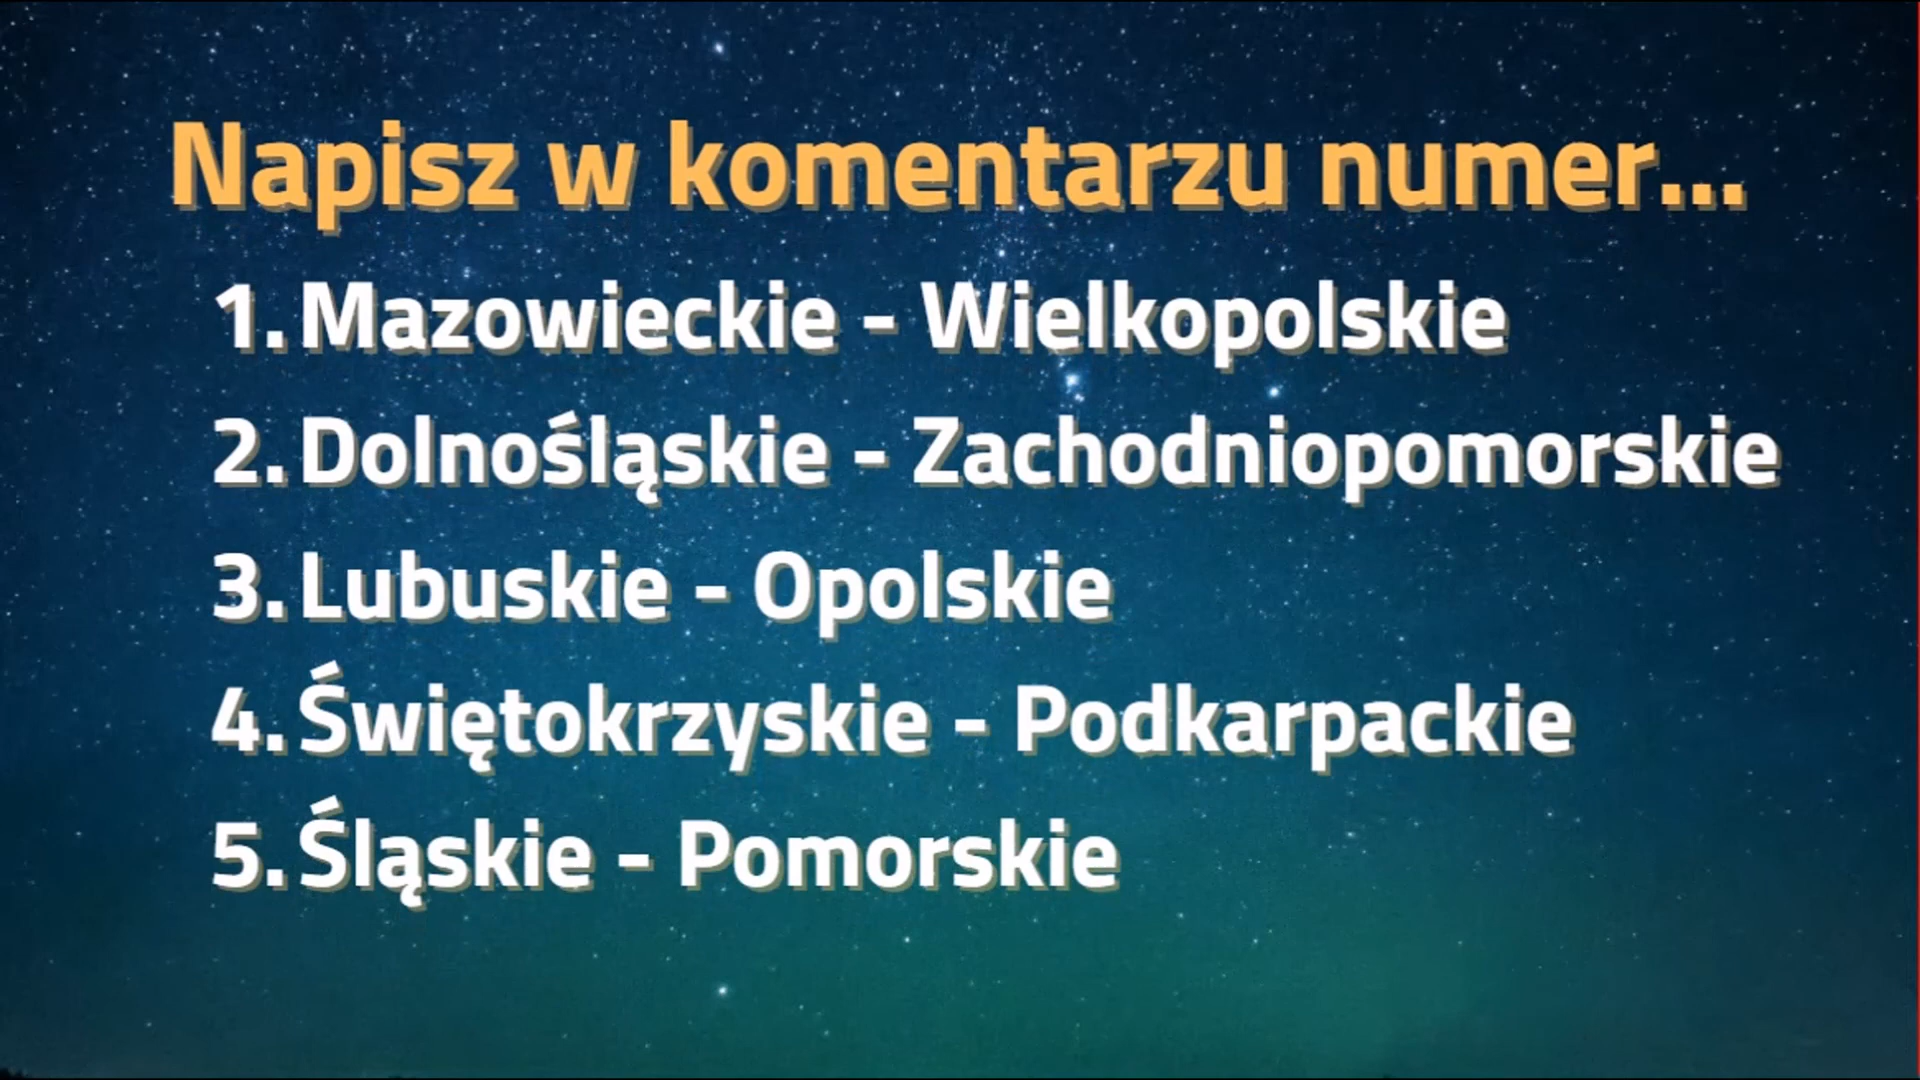 Napisz w komentarzu numer...
1. Mazowieckie - Wielkopolskie
2. Dolnośląskie - Zachodniopomorskie
3. Lubuskie - Opolskie
4. Świętokrzyskie - Podkarpackie
5. Śląskie - Pomorskie